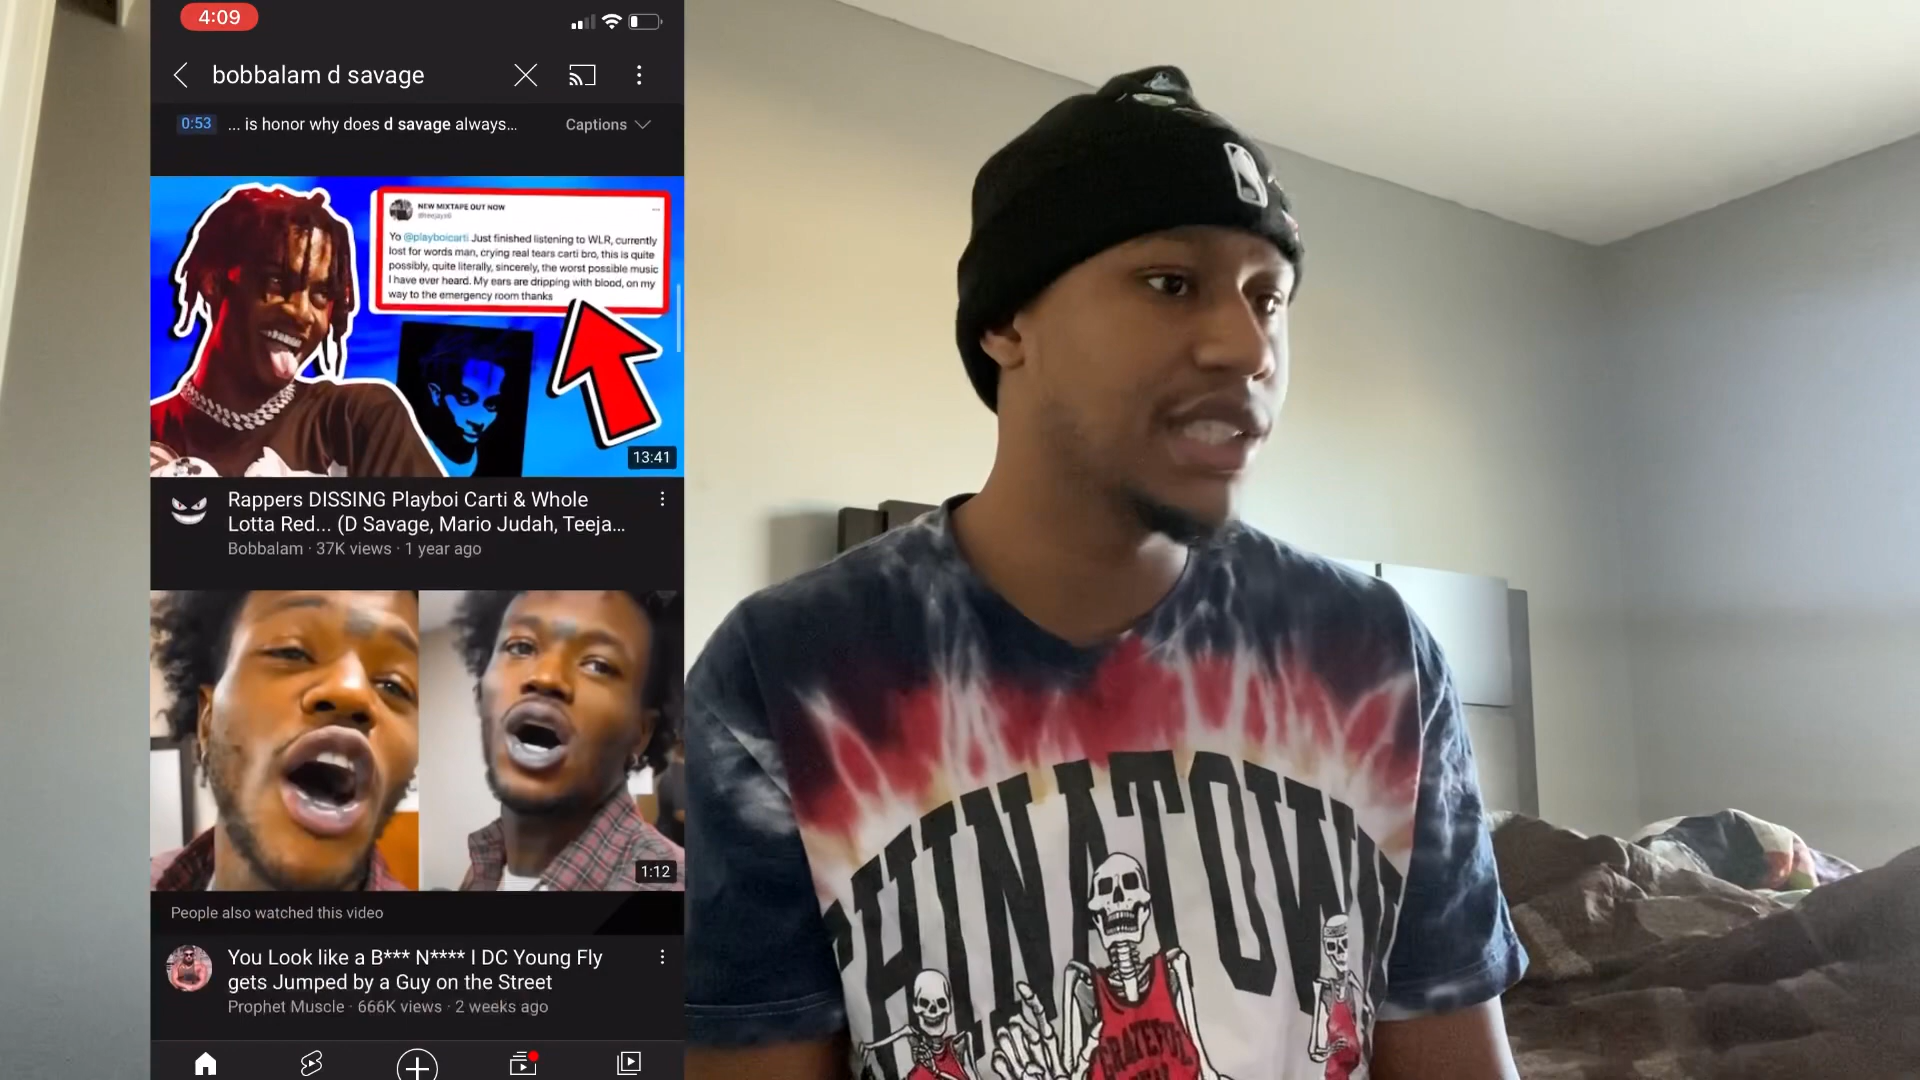 4:09
bobbalam d savage
0:53 ... is honor why does d savage always... Captions
NEW MIXTAPE OUT NOW
Yo @playboicarti Just finished listening to WLR, currently
lost for words man, crying real tears carti bro, this is quite
possibly, quite literally, sincerely, the worst possible music
I have ever heard. My ears are dripping with blood, on my
way to the emergency room thanks
13:41
Rappers DISSING Playboi Carti & Whole
Lotta Red... (D Savage, Mario Judah, Teeja...
Bobbalam · 37K views · 1 year ago
1:12
People also watched this video
You Look like a B*** N**** I DC Young Fly
gets Jumped by a Guy on the Street
Prophet Muscle · 666K views · 2 weeks ago
HINATOWN
GRATEFUL